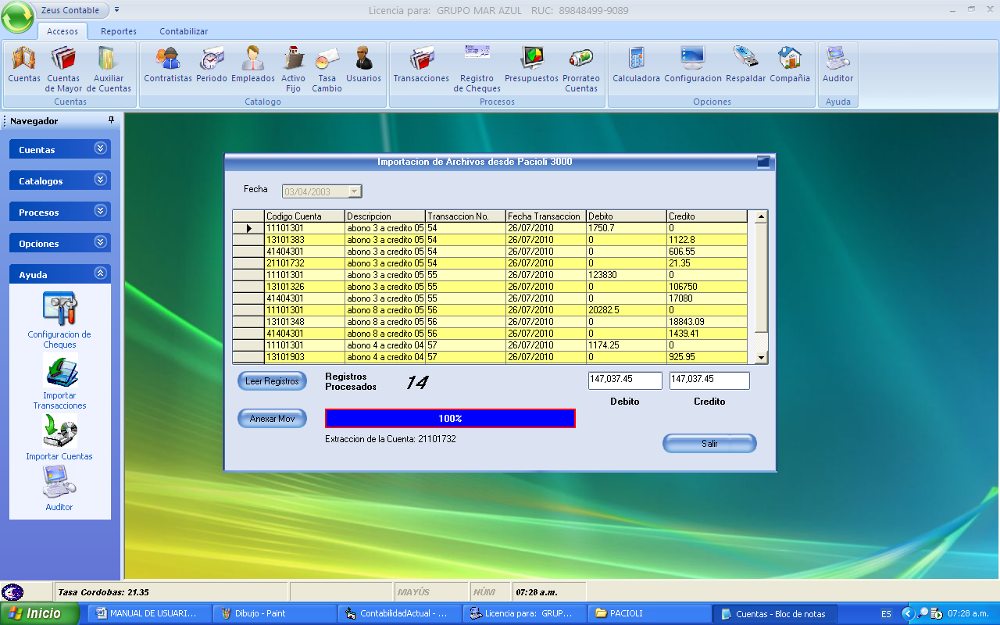 Zeus Contable
Licencia para: GRUPO MAR AZUL RUC: 89848499-9089
Accesos Reportes Contabilizar
Cuentas Cuentas de Mayor Auxiliar de Cuentas Contratistas Periodo Empleados Activo Fijo Tasa Cambio Usuarios Transacciones Registro de Cheques Presupuestos Prorrateo Cuentas Calculadora Configuracion Respaldar Compañia Auditor
Cuentas Catalogo Procesos Opciones Ayuda
Navegador
Cuentas
Catalogos
Procesos
Opciones
Ayuda
Configuracion de
Cheques
Importar
Transacciones
Importar Cuentas
Auditor
Importacion de Archivos desde Pacioli 3000
Fecha 03/04/2003
Codigo Cuenta Descripcion Transaccion No. Fecha Transaccion Debito Credito
11101301 abono 3 a credito 05 54 26/07/2010 1750.7 0
13101383 abono 3 a credito 05 54 26/07/2010 0 1122.8
41404301 abono 3 a credito 05 54 26/07/2010 0 606.55
21101732 abono 3 a credito 05 54 26/07/2010 0 21.35
11101301 abono 3 a credito 05 55 26/07/2010 123830 0
13101326 abono 3 a credito 05 55 26/07/2010 0 106750
41404301 abono 3 a credito 05 55 26/07/2010 0 17080
11101301 abono 8 a credito 05 56 26/07/2010 20282.5 0
13101348 abono 8 a credito 05 56 26/07/2010 0 18843.09
41404301 abono 8 a credito 05 56 26/07/2010 0 1439.41
11101301 abono 4 a credito 04 57 26/07/2010 1174.25 0
13101903 abono 4 a credito 04 57 26/07/2010 0 925.95
Leer Registros Registros Procesados 14 147,037.45 147,037.45
Debito Credito
Anexar Mov 100%
Extraccion de la Cuenta: 21101732
Salir
Tasa Cordobas: 21.35 MAYÚS NÚM 07:28 a.m.
Inicio MANUAL DE USUARI... Dibujo - Paint ContabilidadActual - ... Licencia para: GRUP... PACIOLI Cuentas - Bloc de notas ES 07:28 a.m.